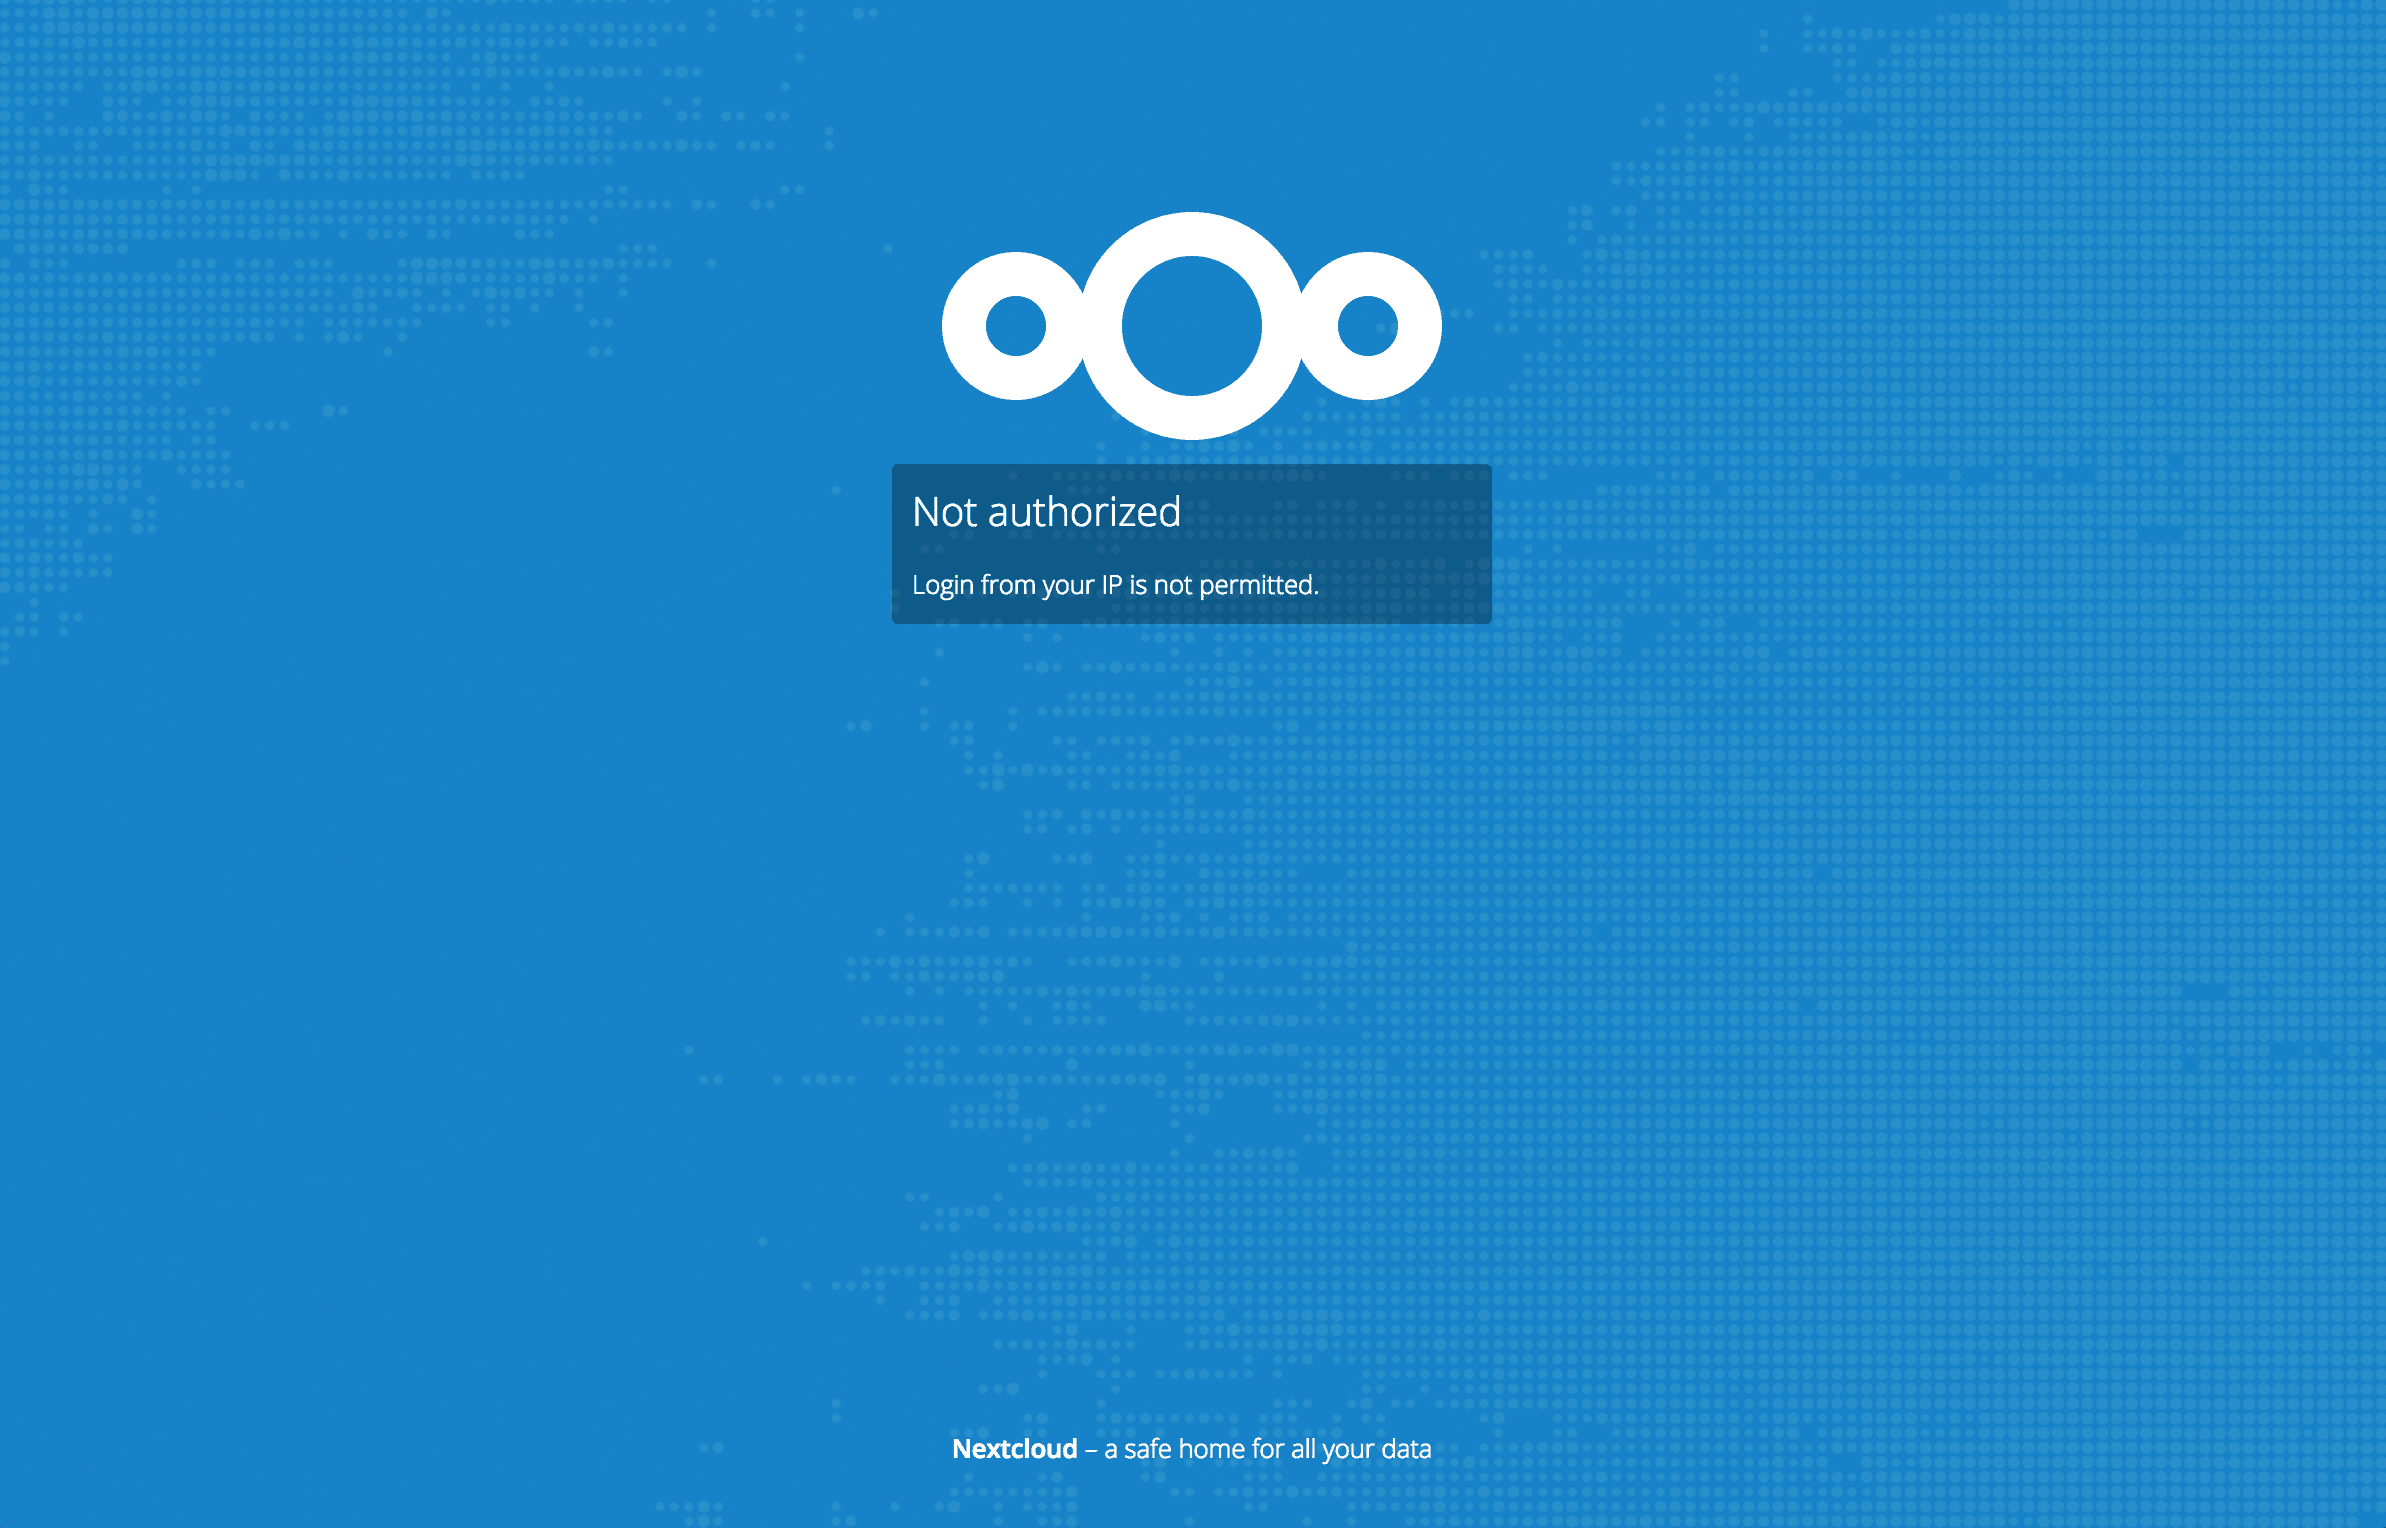 Not authorized
Login from your IP is not permitted.
Nextcloud – a safe home for all your data